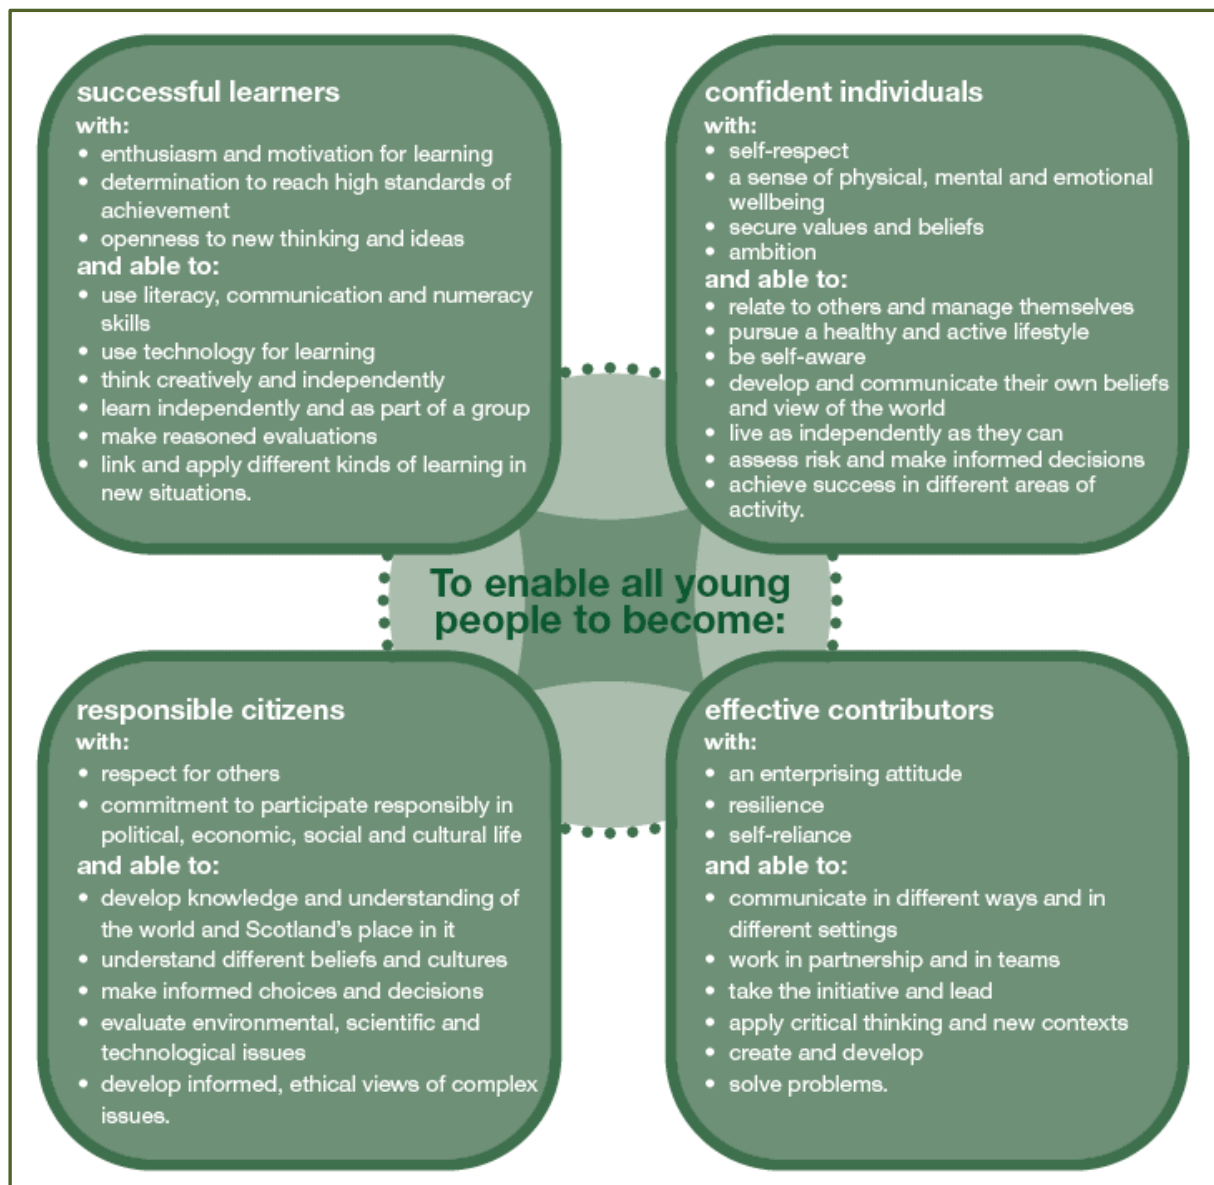 successful learners
with:
• enthusiasm and motivation for learning
• determination to reach high standards of
achievement
• openness to new thinking and ideas
and able to:
• use literacy, communication and numeracy
skills
• use technology for learning
• think creatively and independently
• learn independently and as part of a group
• make reasoned evaluations
• link and apply different kinds of learning in
new situations.
confident individuals
with:
• self-respect
• a sense of physical, mental and emotional
wellbeing
• secure values and beliefs
• ambition
and able to:
• relate to others and manage themselves
• pursue a healthy and active lifestyle
• be self-aware
• develop and communicate their own beliefs
and view of the world
• live as independently as they can
• assess risk and make informed decisions
• achieve success in different areas of
activity.
To enable all young
people to become:
responsible citizens
with:
• respect for others
• commitment to participate responsibly in
political, economic, social and cultural life
and able to:
• develop knowledge and understanding of
the world and Scotland’s place in it
• understand different beliefs and cultures
• make informed choices and decisions
• evaluate environmental, scientific and
technological issues
• develop informed, ethical views of complex
issues.
effective contributors
with:
• an enterprising attitude
• resilience
• self-reliance
and able to:
• communicate in different ways and in
different settings
• work in partnership and in teams
• take the initiative and lead
• apply critical thinking and new contexts
• create and develop
• solve problems.